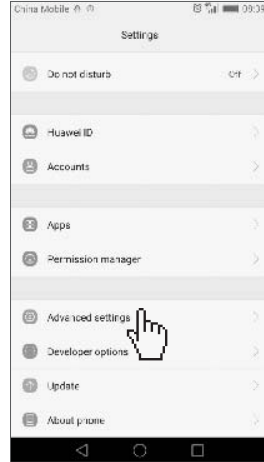 China Mobile 09:39
Settings
Do not disturb Off
Huawei ID
Accounts
Apps
Permission manager
Advanced settings
Developer options
Update
About phone